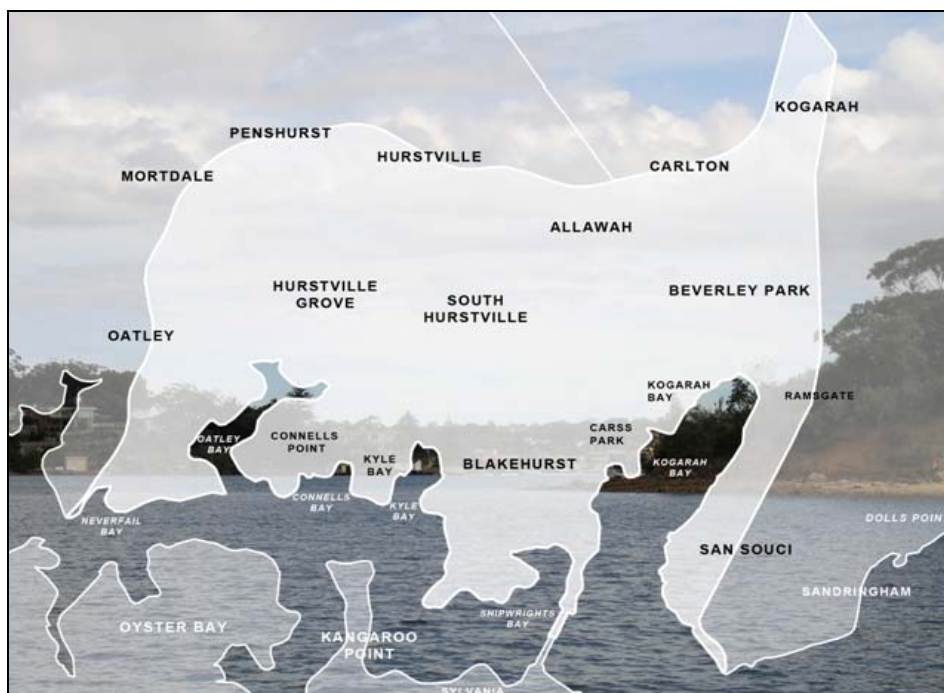 KOGARAH
PENSHURST
HURSTVILLE
CARLTON
MORTDALE
ALLAWAH
HURSTVILLE
GROVE
SOUTH
HURSTVILLE
BEVERLEY PARK
OATLEY
KOGARAH
BAY
RAMSGATE
OATLEY
BAY
CONNELLS
POINT
CARSS
PARK
KYLE
BAY
BLAKEHURST
KOGARAH
BAY
CONNELLS
BAY
KYLE
BAY
NEVERFAIL
BAY
DOLLS POINT
SAN SOUCI
SANDRINGHAM
SHIPWRIGHTS
BAY
OYSTER BAY
KANGAROO
POINT
SYLVANIA